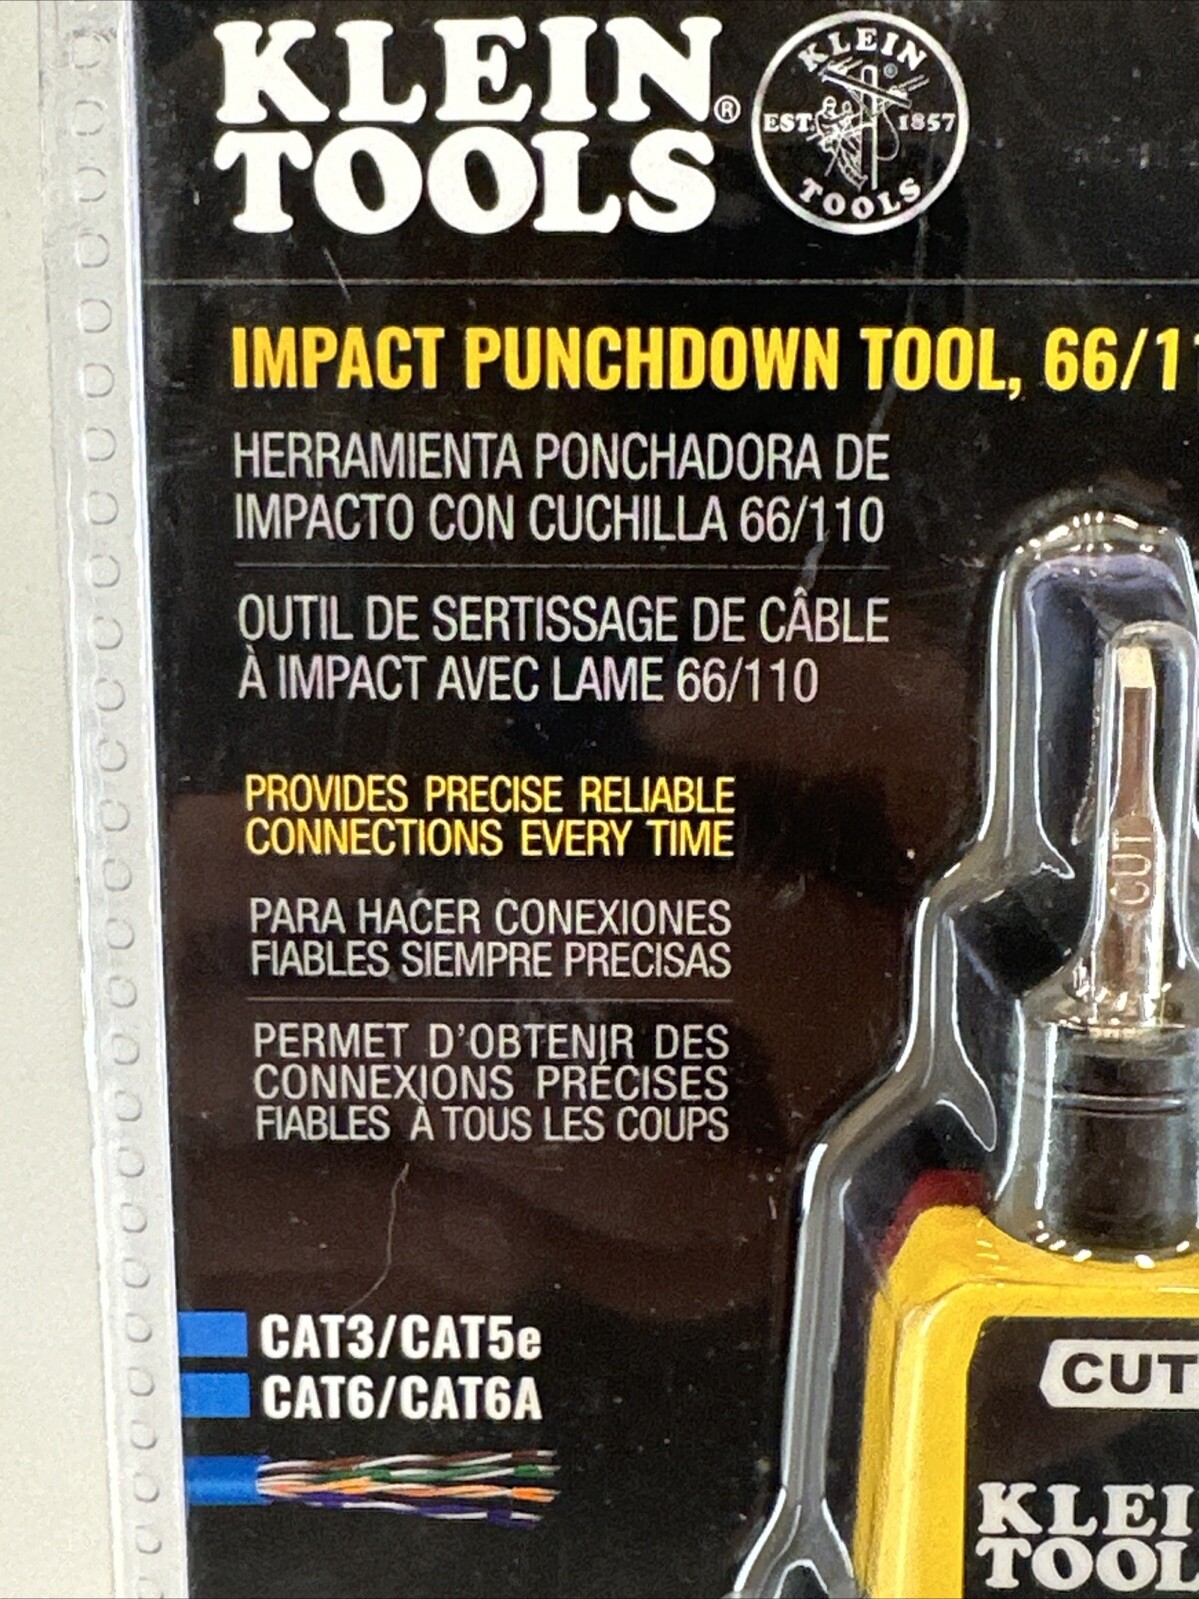 KLEIN
TOOLS®
KLEIN
EST. 1857
TOOLS
IMPACT PUNCHDOWN TOOL, 66/11
HERRAMIENTA PONCHADORA DE
IMPACTO CON CUCHILLA 66/110
OUTIL DE SERTISSAGE DE CÂBLE
À IMPACT AVEC LAME 66/110
PROVIDES PRECISE RELIABLE
CONNECTIONS EVERY TIME
PARA HACER CONEXIONES
FIABLES SIEMPRE PRECISAS
PERMET D'OBTENIR DES
CONNEXIONS PRÉCISES
FIABLES À TOUS LES COUPS
CUT
CAT3/CAT5e
CAT6/CAT6A
CUT
KLEI
TOOL